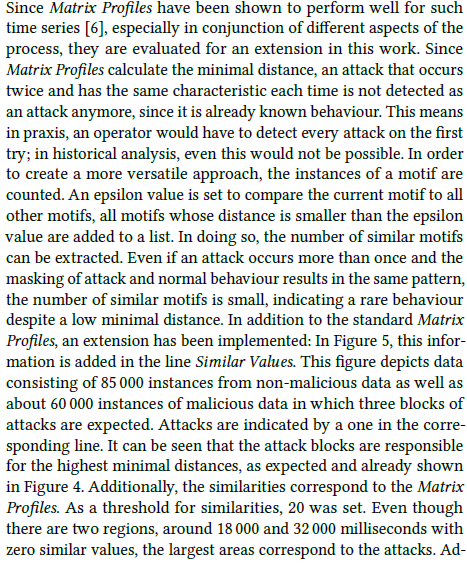 Since Matrix Profiles have been shown to perform well for such
time series [6], especially in conjunction of different aspects of the
process, they are evaluated for an extension in this work. Since
Matrix Profiles calculate the minimal distance, an attack that occurs
twice and has the same characteristic each time is not detected as
an attack anymore, since it is already known behaviour. This means
in praxis, an operator would have to detect every attack on the first
try; in historical analysis, even this would not be possible. In order
to create a more versatile approach, the instances of a motif are
counted. An epsilon value is set to compare the current motif to all
other motifs, all motifs whose distance is smaller than the epsilon
value are added to a list. In doing so, the number of similar motifs
can be extracted. Even if an attack occurs more than once and the
masking of attack and normal behaviour results in the same pattern,
the number of similar motifs is small, indicating a rare behaviour
despite a low minimal distance. In addition to the standard Matrix
Profiles, an extension has been implemented: In Figure 5, this infor-
mation is added in the line Similar Values. This figure depicts data
consisting of 85 000 instances from non-malicious data as well as
about 60 000 instances of malicious data in which three blocks of
attacks are expected. Attacks are indicated by a one in the corre-
sponding line. It can be seen that the attack blocks are responsible
for the highest minimal distances, as expected and already shown
in Figure 4. Additionally, the similarities correspond to the Matrix
Profiles. As a threshold for similarities, 20 was set. Even though
there are two regions, around 18 000 and 32 000 milliseconds with
zero similar values, the largest areas correspond to the attacks. Ad-